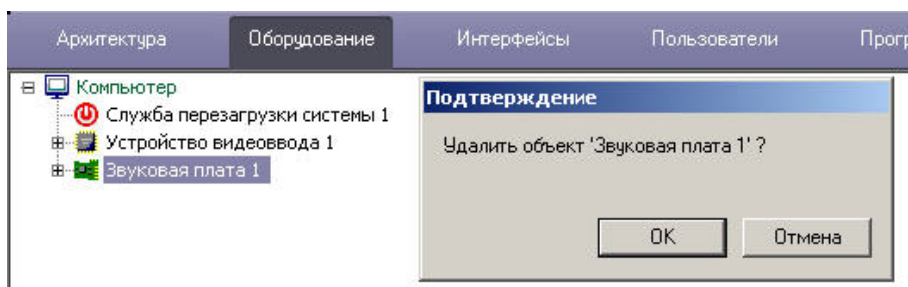 Архитектура Оборудование Интерфейсы Пользователи Прогр
Компьютер
Служба перезагрузки системы 1
Устройство видеоввода 1
Звуковая плата 1
Подтверждение
Удалить объект 'Звуковая плата 1' ?
OK Отмена